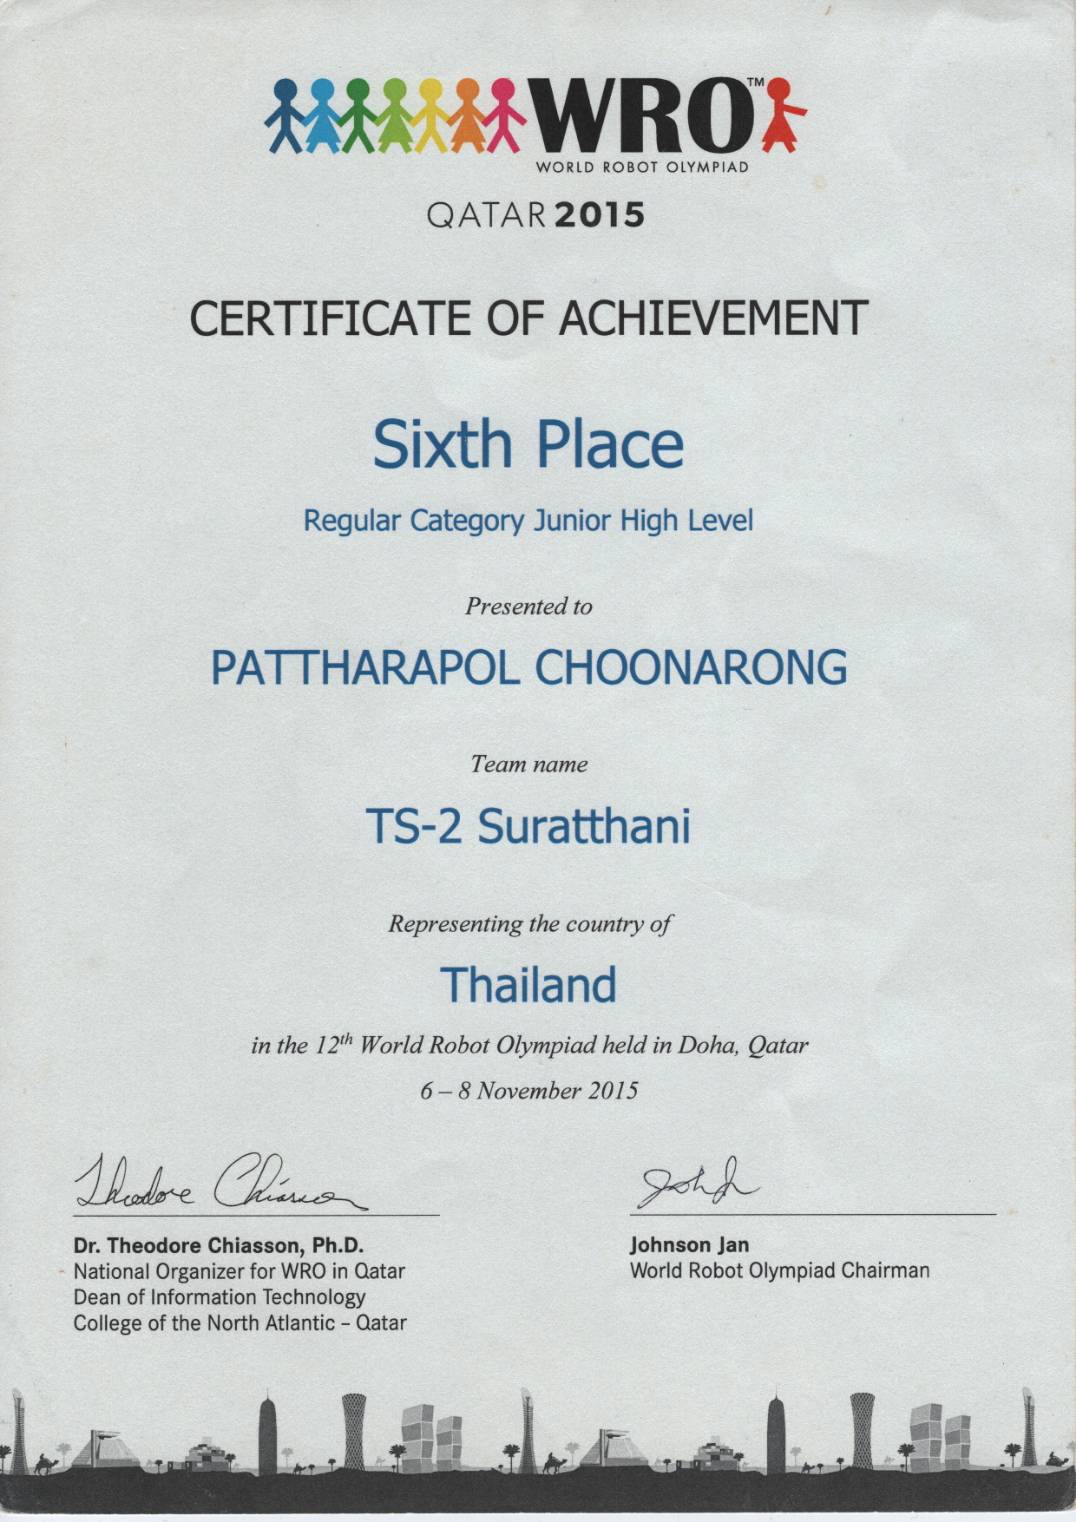 WRO™
WORLD ROBOT OLYMPIAD
QATAR 2015
CERTIFICATE OF ACHIEVEMENT
Sixth Place
Regular Category Junior High Level
Presented to
PATTHARAPOL CHOONARONG
Team name
TS-2 Suratthani
Representing the country of
Thailand
in the 12th World Robot Olympiad held in Doha, Qatar
6 – 8 November 2015
Theodore Chiasson
Dr. Theodore Chiasson, Ph.D.
National Organizer for WRO in Qatar
Dean of Information Technology
College of the North Atlantic – Qatar
Johnson Jan
World Robot Olympiad Chairman